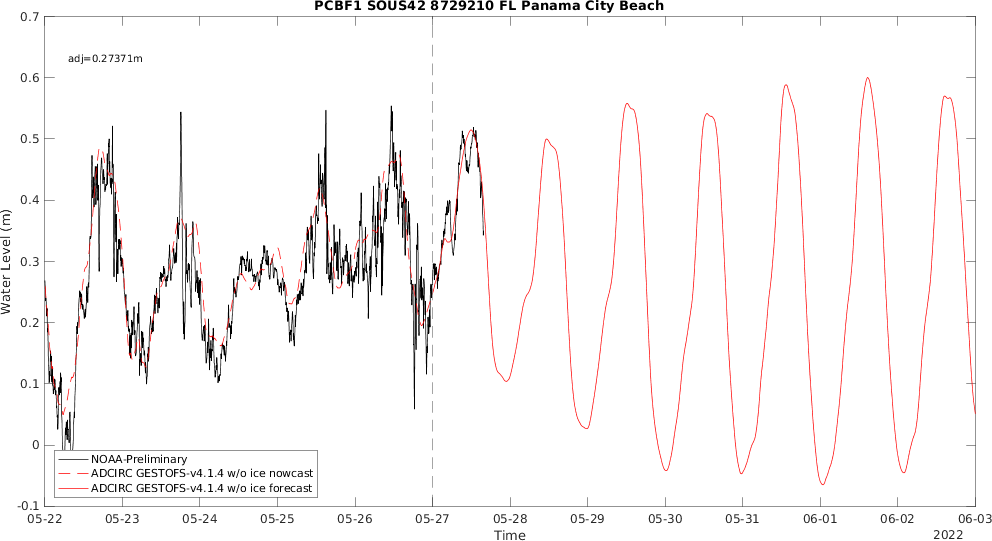 PCBF1 SOUS42 8729210 FL Panama City Beach
adj=0.27371m
Water Level (m)
0.7
0.6
0.5
0.4
0.3
0.2
0.1
0
-0.1
NOAA-Preliminary
ADCIRC GESTOFS-v4.1.4 w/o ice nowcast
ADCIRC GESTOFS-v4.1.4 w/o ice forecast
05-22 05-23 05-24 05-25 05-26 05-27 05-28 05-29 05-30 05-31 06-01 06-02 06-03
Time
2022